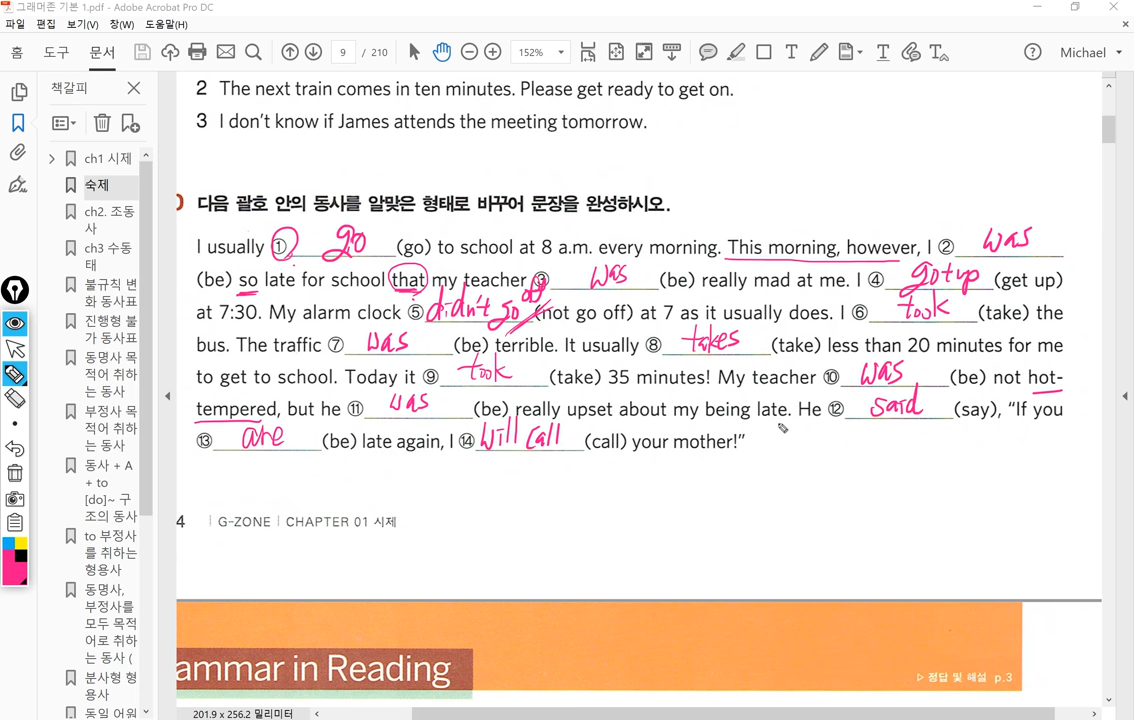 그래머존 기본 1.pdf - Adobe Acrobat Pro DC
파일 편집 보기(V) 창(W) 도움말(H)
홈 도구 문서 9 / 210 152% Michael
책갈피
ch1 시제
숙제
ch2. 조동
사
ch3 수동
태
불규칙 변
화 동사표
진행형 불
가 동사표
동명사 목
적어 취하
는 동사
부정사 목
적어 취하
는 동사
동사 + A
+ to
[do]~ 구
조의 동사
to 부정사
를 취하는
형용사
동명사,
부정사를
모두 목적
어로 취하
는 동사 (
분사형 형
용사
동일 어원
2 The next train comes in ten minutes. Please get ready to get on.
3 I don't know if James attends the meeting tomorrow.
다음 괄호 안의 동사를 알맞은 형태로 바꾸어 문장을 완성하시오.
I usually ① go (go) to school at 8 a.m. every morning. This morning, however, I ② was
(be) so late for school that my teacher ③ was (be) really mad at me. I ④ got up (get up)
at 7:30. My alarm clock ⑤ didn't go off (not go off) at 7 as it usually does. I ⑥ took (take) the
bus. The traffic ⑦ was (be) terrible. It usually ⑧ takes (take) less than 20 minutes for me
to get to school. Today it ⑨ took (take) 35 minutes! My teacher ⑩ was (be) not hot-
tempered, but he ⑪ was (be) really upset about my being late. He ⑫ said (say), "If you
⑬ are (be) late again, I ⑭ will call (call) your mother!"
4 | G-ZONE | CHAPTER 01 시제
ammar in Reading
▷ 정답 및 해설 p.3
201.9 x 256.2 밀리미터